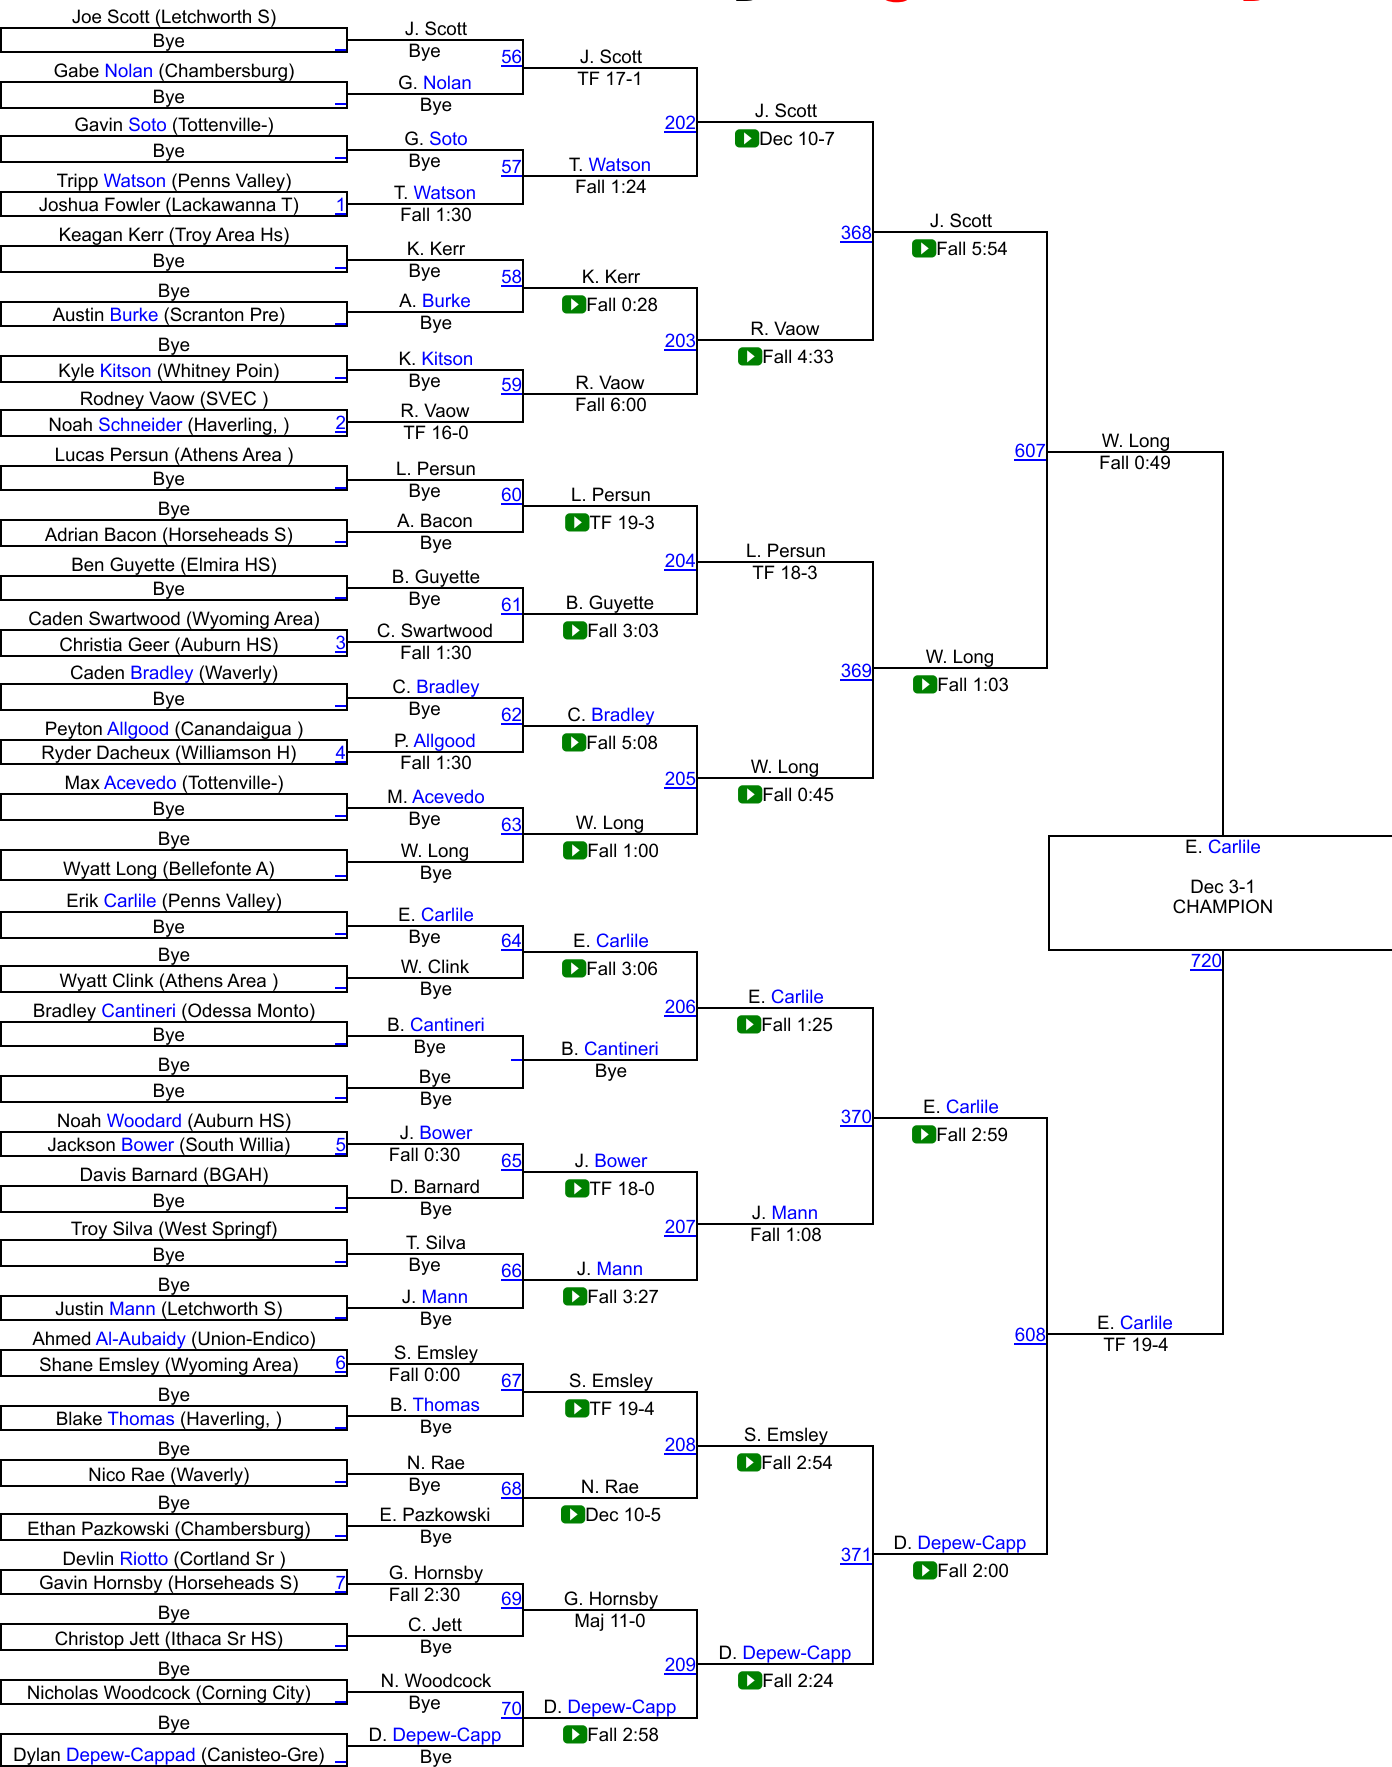 Joe Scott (Letchworth S)
Bye
Gabe Nolan (Chambersburg)
Bye
Gavin Soto (Tottenville-)
Bye
Tripp Watson (Penns Valley)
Joshua Fowler (Lackawanna T) 1
Keagan Kerr (Troy Area Hs)
Bye
Bye
Austin Burke (Scranton Pre)
Bye
Kyle Kitson (Whitney Poin)
Rodney Vaow (SVEC )
Noah Schneider (Haverling, ) 2
Lucas Persun (Athens Area )
Bye
Bye
Adrian Bacon (Horseheads S)
Ben Guyette (Elmira HS)
Bye
Caden Swartwood (Wyoming Area)
Christia Geer (Auburn HS) 3
Caden Bradley (Waverly)
Bye
Peyton Allgood (Canandaigua )
Ryder Dacheux (Williamson H) 4
Max Acevedo (Tottenville-)
Bye
Bye
Wyatt Long (Bellefonte A)
Erik Carlile (Penns Valley)
Bye
Bye
Wyatt Clink (Athens Area )
Bradley Cantineri (Odessa Monto)
Bye
Bye
Bye
Noah Woodard (Auburn HS)
Jackson Bower (South Willia) 5
Davis Barnard (BGAH)
Bye
Troy Silva (West Springf)
Bye
Bye
Justin Mann (Letchworth S)
Ahmed Al-Aubaidy (Union-Endico)
Shane Emsley (Wyoming Area) 6
Bye
Blake Thomas (Haverling, )
Bye
Nico Rae (Waverly)
Bye
Ethan Pazkowski (Chambersburg)
Devlin Riotto (Cortland Sr )
Gavin Hornsby (Horseheads S) 7
Bye
Christop Jett (Ithaca Sr HS)
Bye
Nicholas Woodcock (Corning City)
Bye
Dylan Depew-Cappad (Canisteo-Gre)
J. Scott
Bye
56
G. Nolan
Bye
G. Soto
Bye
57
T. Watson
Fall 1:30
K. Kerr
Bye
58
A. Burke
Bye
K. Kitson
Bye
59
R. Vaow
TF 16-0
L. Persun
Bye
60
A. Bacon
Bye
B. Guyette
Bye
61
C. Swartwood
Fall 1:30
C. Bradley
Bye
62
P. Allgood
Fall 1:30
M. Acevedo
Bye
63
W. Long
Bye
E. Carlile
Bye
64
W. Clink
Bye
B. Cantineri
Bye
Bye
Bye
J. Bower
Fall 0:30
65
D. Barnard
Bye
T. Silva
Bye
66
J. Mann
Bye
S. Emsley
Fall 0:00
67
B. Thomas
Bye
N. Rae
Bye
68
E. Pazkowski
Bye
G. Hornsby
Fall 2:30
69
C. Jett
Bye
N. Woodcock
Bye
70
D. Depew-Capp
Bye
J. Scott
TF 17-1
202
T. Watson
Fall 1:24
K. Kerr
Fall 0:28
203
R. Vaow
Fall 6:00
L. Persun
TF 19-3
204
B. Guyette
Fall 3:03
C. Bradley
Fall 5:08
205
W. Long
Fall 1:00
E. Carlile
Fall 3:06
206
B. Cantineri
Bye
J. Bower
TF 18-0
207
J. Mann
Fall 3:27
S. Emsley
TF 19-4
208
N. Rae
Dec 10-5
G. Hornsby
Maj 11-0
209
D. Depew-Capp
Fall 2:58
J. Scott
Dec 10-7
368
R. Vaow
Fall 4:33
L. Persun
TF 18-3
369
W. Long
Fall 0:45
E. Carlile
Fall 1:25
370
J. Mann
Fall 1:08
S. Emsley
Fall 2:54
371
D. Depew-Capp
Fall 2:24
J. Scott
Fall 5:54
607
W. Long
Fall 1:03
E. Carlile
Fall 2:59
608
D. Depew-Capp
Fall 2:00
W. Long
Fall 0:49
E. Carlile
Dec 3-1
CHAMPION
720
E. Carlile
TF 19-4